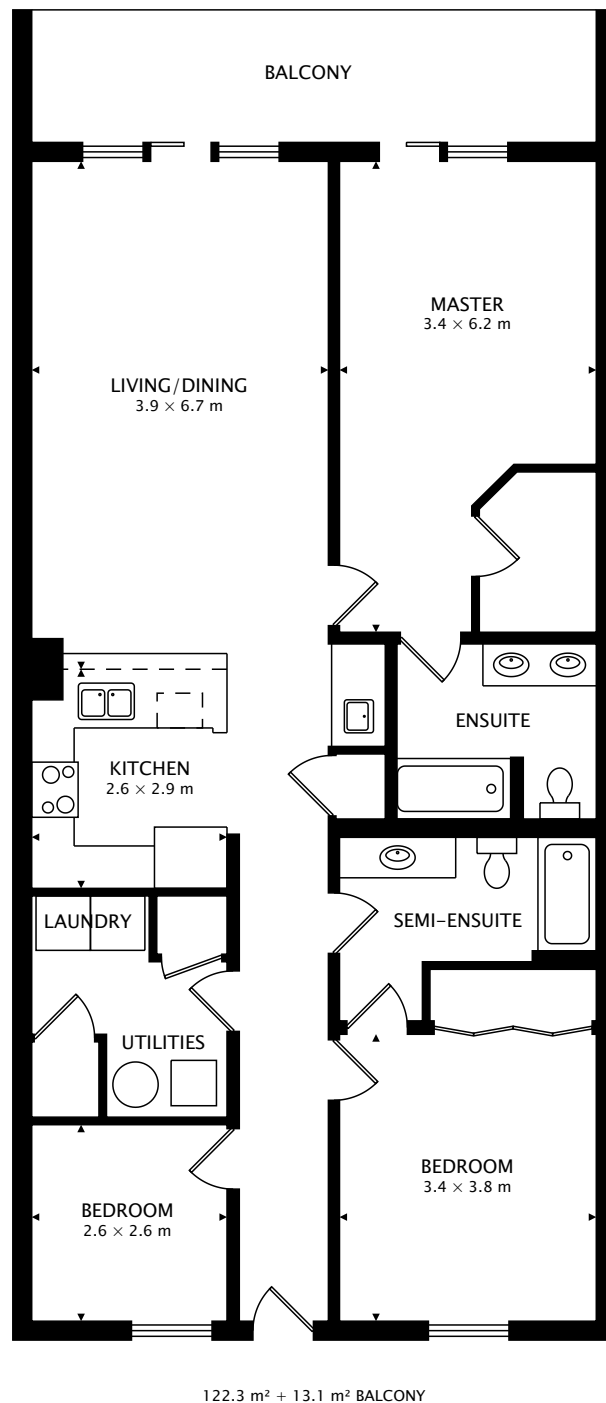 BALCONY
MASTER
3.4 × 6.2 m
LIVING/DINING
3.9 × 6.7 m
ENSUITE
KITCHEN
2.6 × 2.9 m
LAUNDRY
SEMI-ENSUITE
UTILITIES
BEDROOM
3.4 × 3.8 m
BEDROOM
2.6 × 2.6 m
122.3 m² + 13.1 m² BALCONY